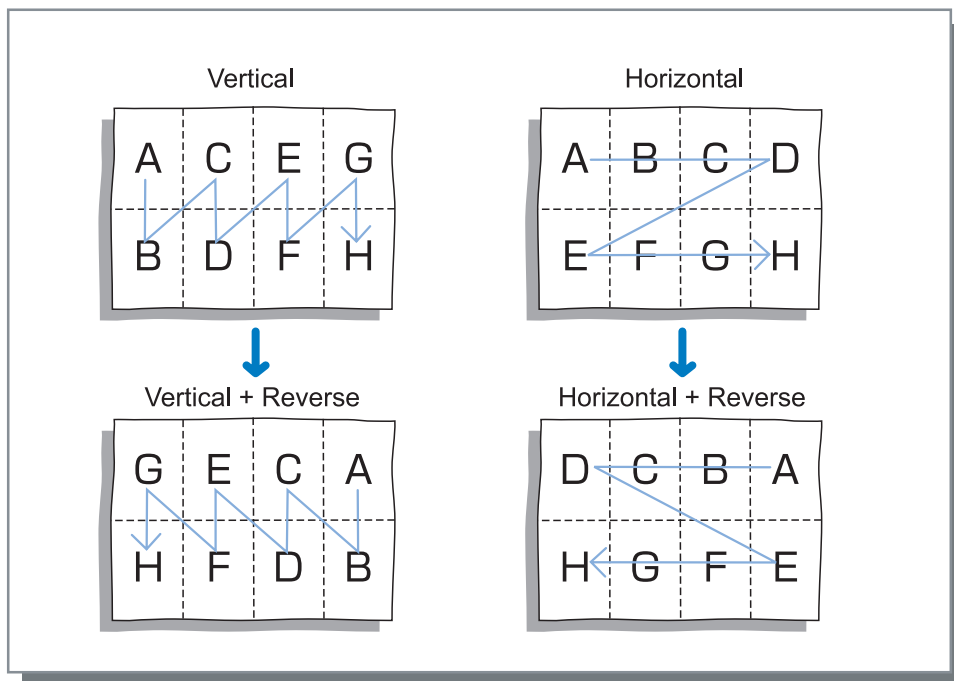 Vertical
A C E G
B D F H
Horizontal
A B C D
E F G H
Vertical + Reverse
G E C A
H F D B
Horizontal + Reverse
D C B A
H G F E